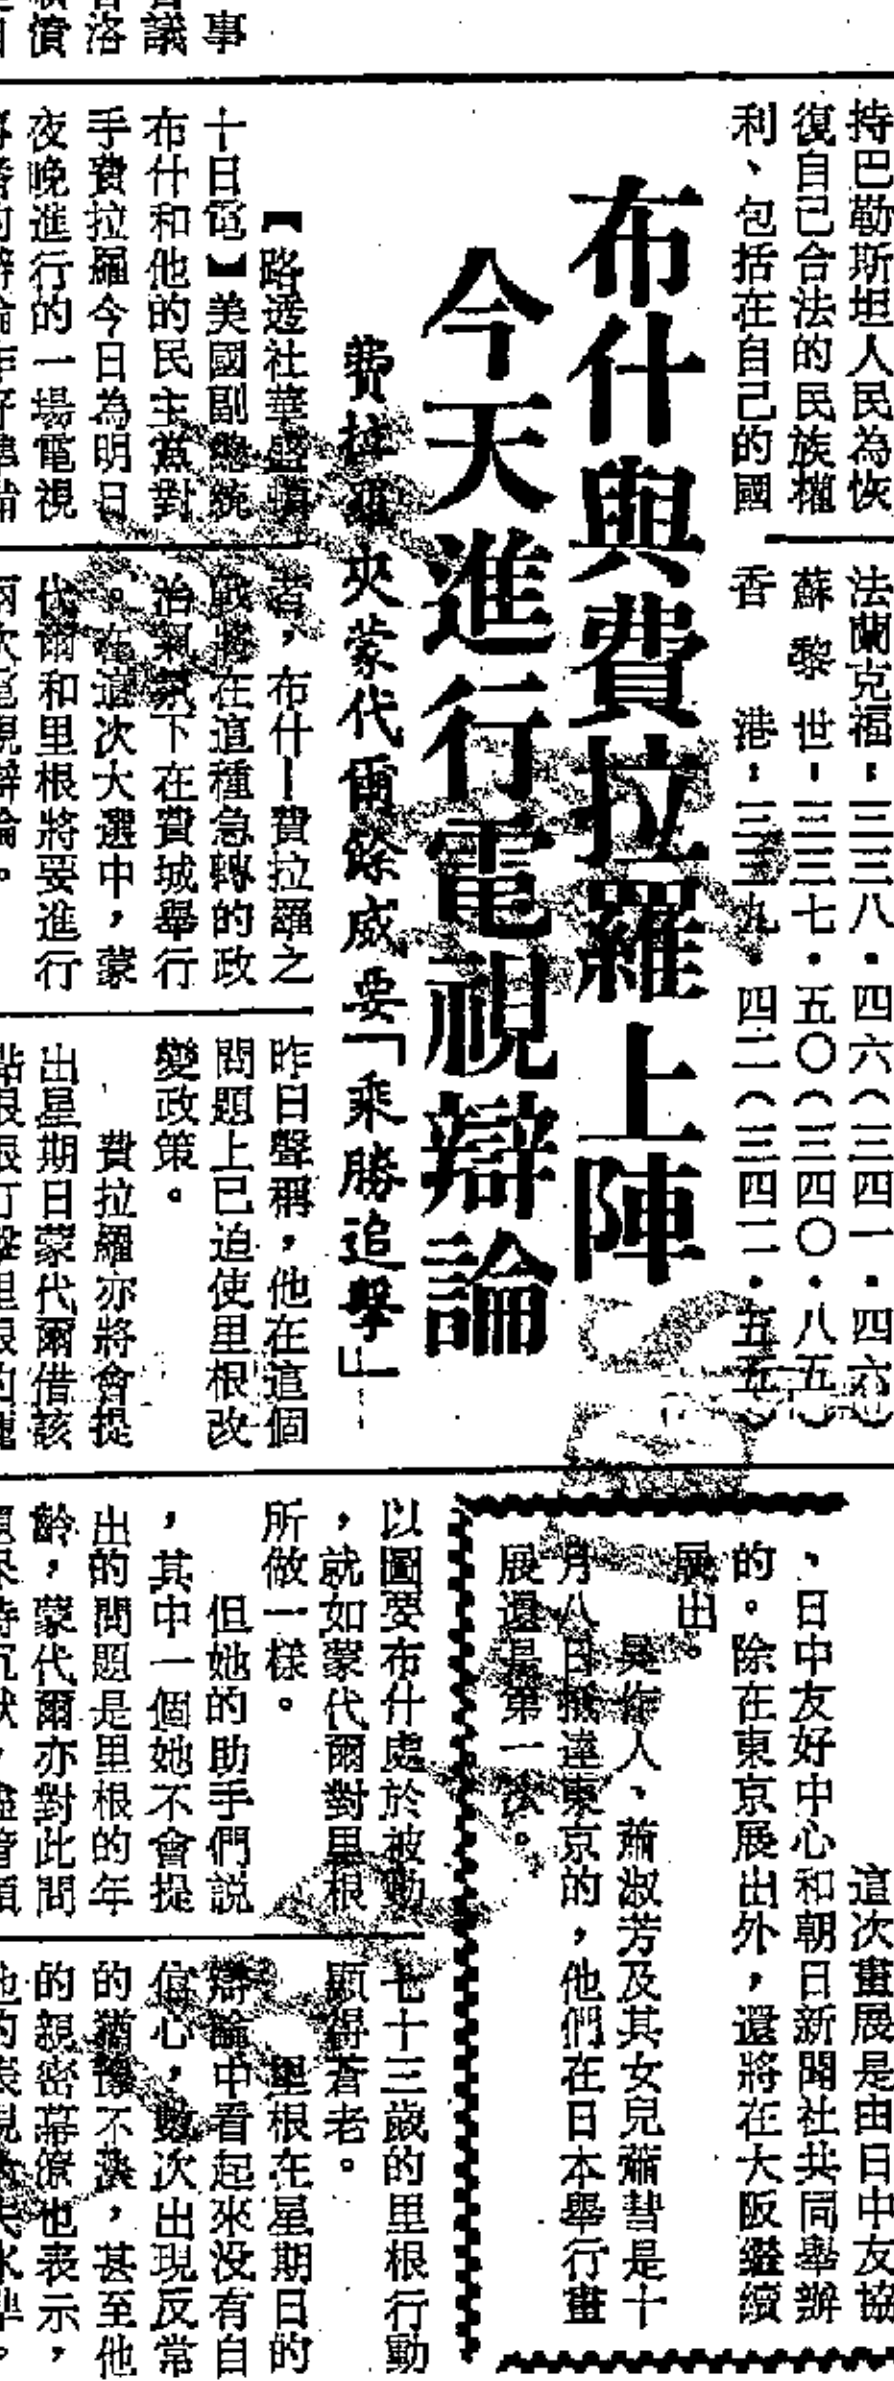 事
議
洛
債
持巴勒斯坦人民為恢
復自己合法的民族權
利、包括在自己的國
法蘭克福:三三八·四六(三四一·四六)
蘇黎世:三三七·五〇(三四〇·八五)
香港:三三九·四二(三四二·五五)
布什與費拉羅上陣
今天進行電視辯論
費拉羅夾蒙代爾餘威要「乘勝追擊」
【路透社華盛頓
十日電】美國副總統
布什和他的民主黨對
手費拉羅今日為明日
夜晚進行的一場電視
者,布什—費拉羅之
戰將在這種急轉的政
治氣氛下在費城舉行
。在這次大選中,蒙
代爾和里根將要進行
兩次電視辯論。
昨日聲稱,他在這個
問題上已迫使里根改
變政策。
費拉羅亦將會提
出星期日蒙代爾借該
以圖要布什處於被動
,就如蒙代爾對里根
所做一樣。
但她的助手們説
,其中一個她不會提
出的問題是里根的年
齡,蒙代爾亦對此問
七十三歲的里根行動
顯得蒼老。
里根在星期日的
辯論中看起來没有自
信心,數次出現反常
的猶豫不決,甚至他
的親密幕僚也表示,
這次畫展是由日中友協
、日中友好中心和朝日新聞社共同舉辦
的。除在東京展出外,還將在大阪繼續
展出。
吳作人、蕭淑芳及其女兒蕭彗是十
月八日抵達東京的,他們在日本舉行畫
展還是第一次。